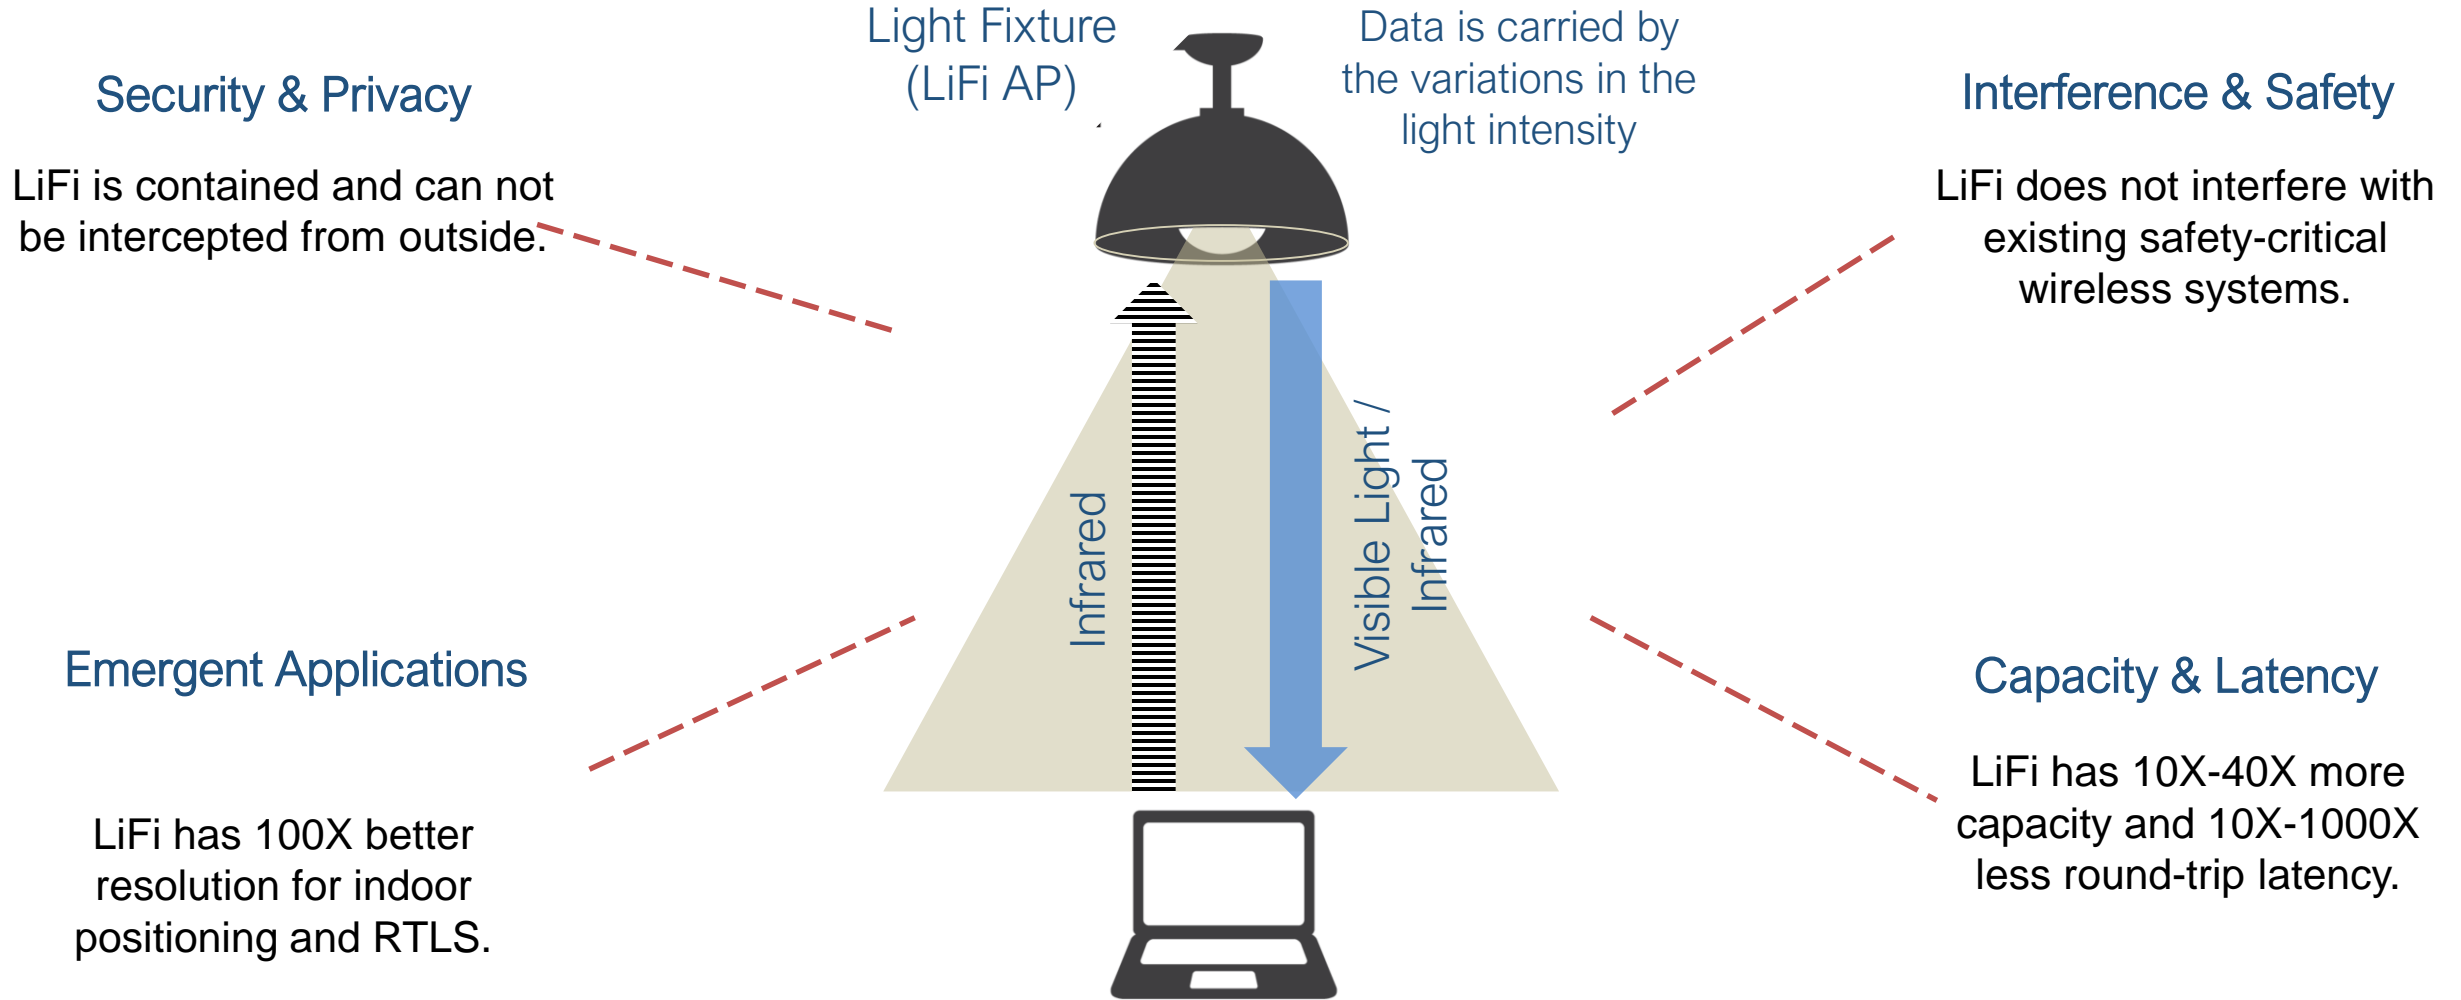 Light Fixture
(LiFi AP)
Data is carried by
the variations in the
light intensity
Security & Privacy
LiFi is contained and can not
be intercepted from outside.
Interference & Safety
LiFi does not interfere with
existing safety-critical
wireless systems.
Infrared
Visible Light /
Infrared
Emergent Applications
LiFi has 100X better
resolution for indoor
positioning and RTLS.
Capacity & Latency
LiFi has 10X-40X more
capacity and 10X-1000X
less round-trip latency.